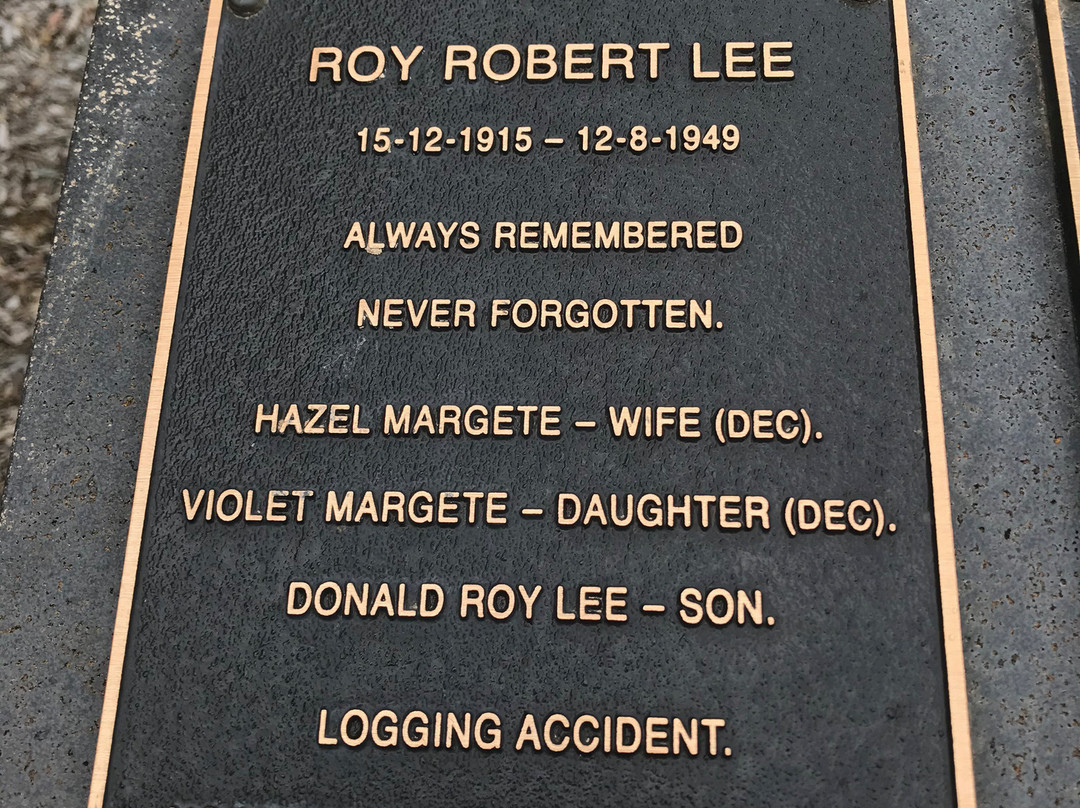 ROY ROBERT LEE
15-12-1915 – 12-8-1949
ALWAYS REMEMBERED
NEVER FORGOTTEN.
HAZEL MARGETE – WIFE (DEC).
VIOLET MARGETE – DAUGHTER (DEC).
DONALD ROY LEE – SON.
LOGGING ACCIDENT.